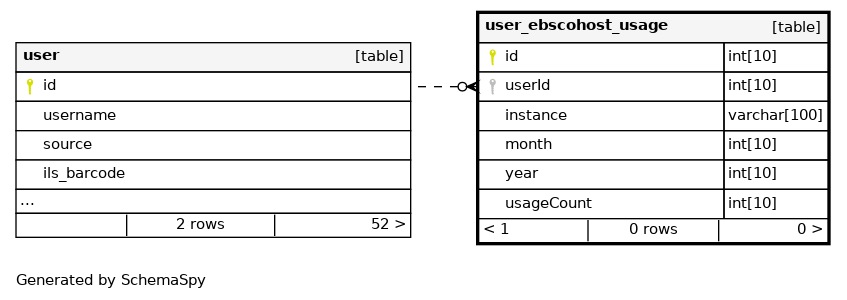 user [table]
id
username
source
ils_barcode
...
2 rows 52 >
user_ebscohost_usage [table]
id int[10]
userId int[10]
instance varchar[100]
month int[10]
year int[10]
usageCount int[10]
< 1 0 rows 0 >
Generated by SchemaSpy